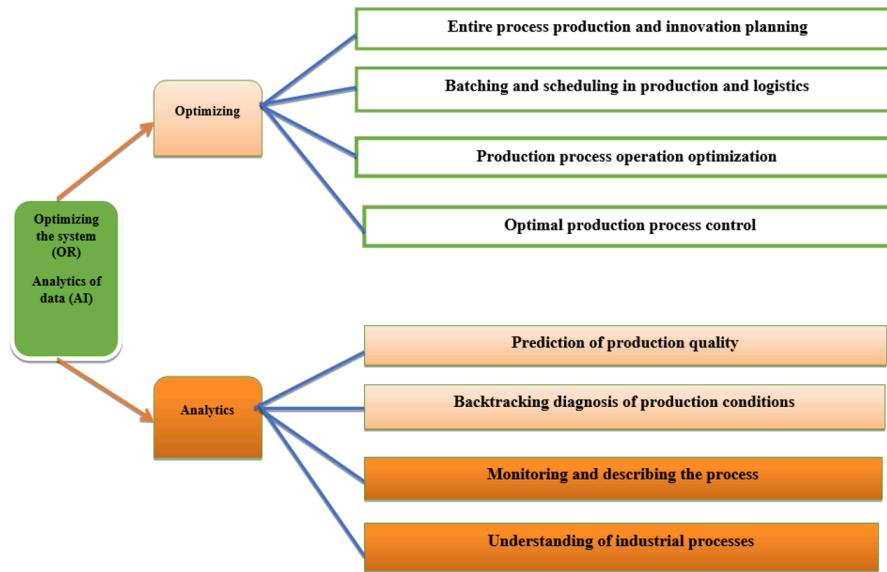 Optimizing
the system
(OR)
Analytics of
data (AI)
Optimizing
Entire process production and innovation planning
Batching and scheduling in production and logistics
Production process operation optimization
Optimal production process control
Analytics
Prediction of production quality
Backtracking diagnosis of production conditions
Monitoring and describing the process
Understanding of industrial processes